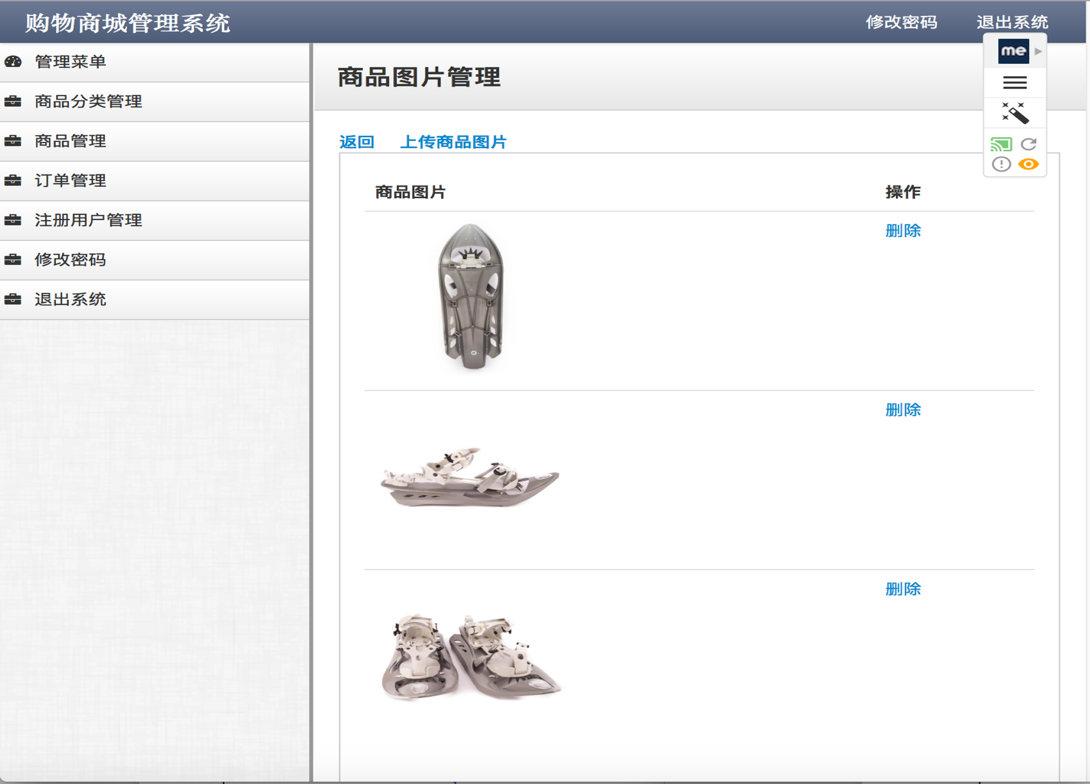 购物商城管理系统
修改密码 退出系统
me
管理菜单
商品分类管理
商品管理
订单管理
注册用户管理
修改密码
退出系统
商品图片管理
返回 上传商品图片
商品图片 操作
删除
删除
删除